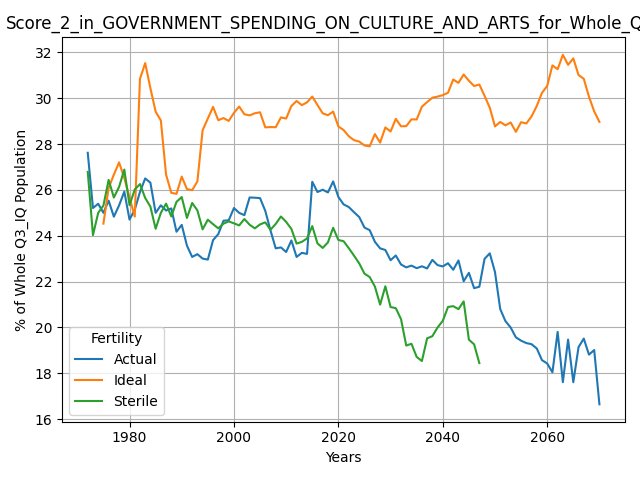 Score_2_in_GOVERNMENT_SPENDING_ON_CULTURE_AND_ARTS_for_Whole_Q
% of Whole Q3_IQ Population
32
30
28
26
24
22
20
18
16
Fertility
Actual
Ideal
Sterile
1980
2000
2020
2040
2060
Years